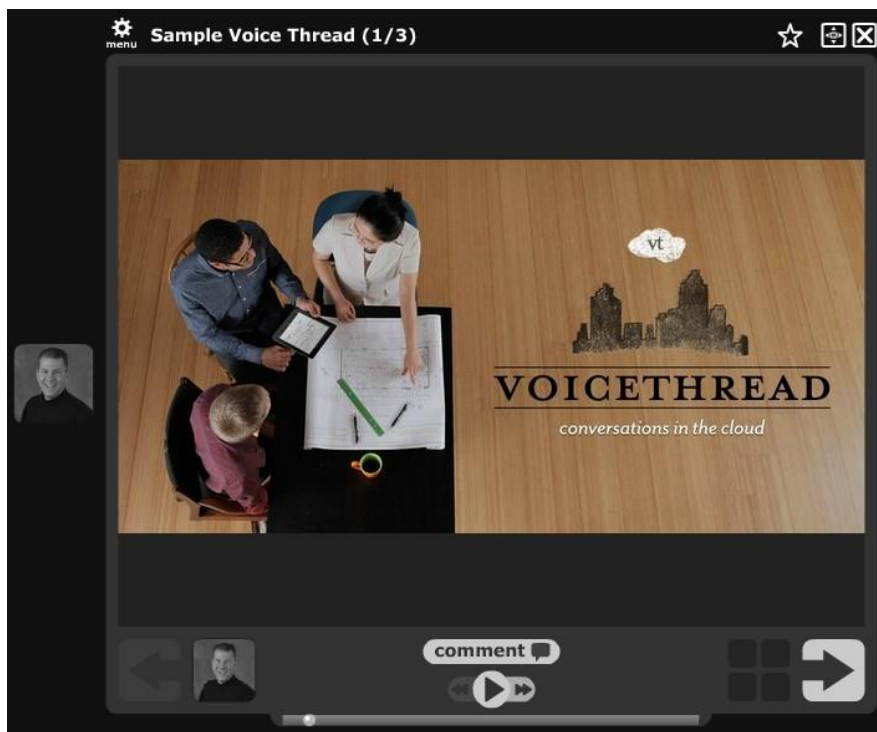 menu
Sample Voice Thread (1/3)
vt
VOICETHREAD
conversations in the cloud
comment